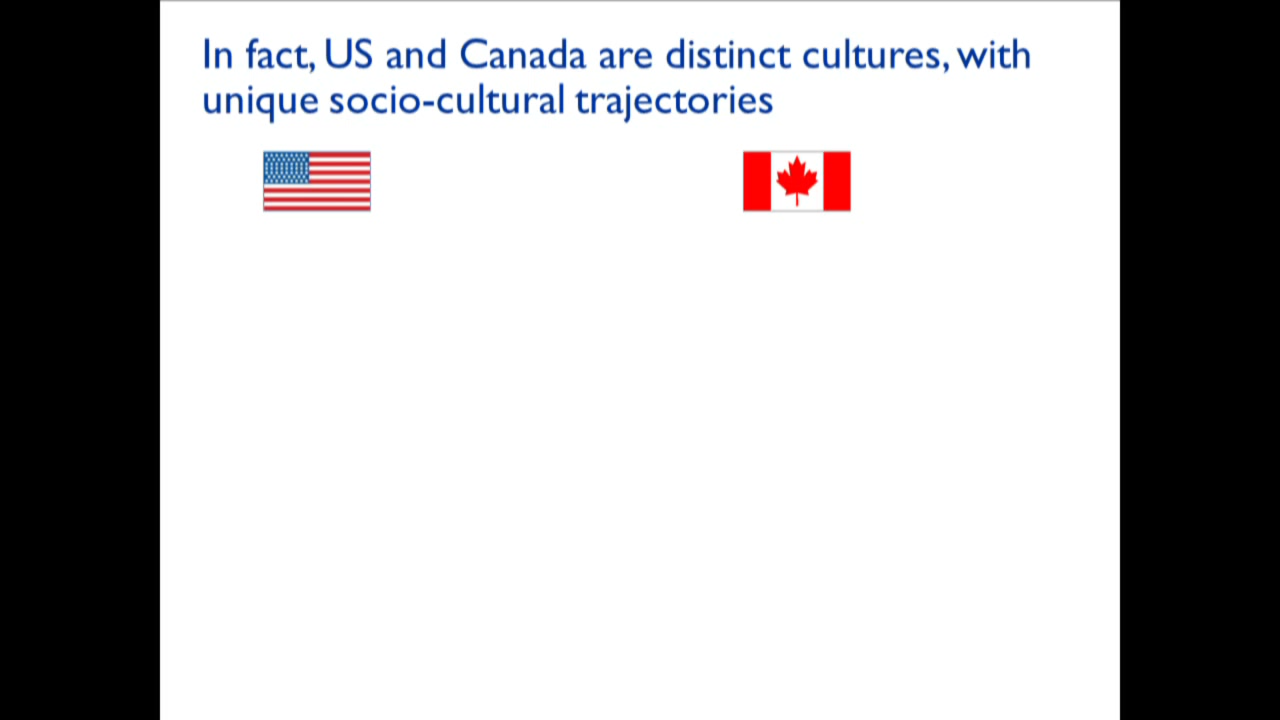 In fact, US and Canada are distinct cultures, with
unique socio-cultural trajectories